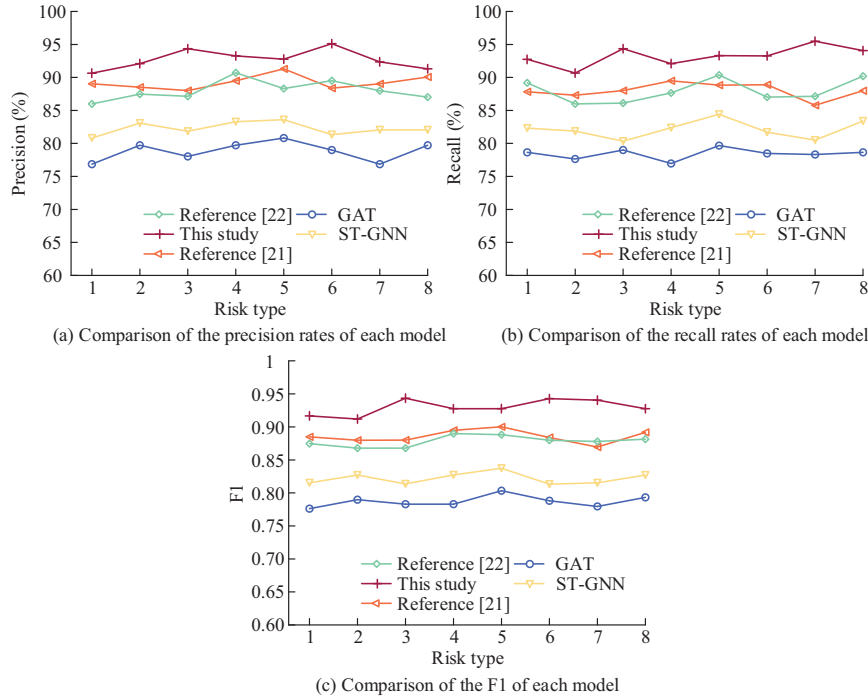 100
95
90
85
80
75
70
65
60
Precision (%)
Reference [22]
This study
Reference [21]
GAT
ST-GNN
1 2 3 4 5 6 7 8
Risk type
(a) Comparison of the precision rates of each model
100
95
90
85
80
75
70
65
60
Recall (%)
Reference [22]
This study
Reference [21]
GAT
ST-GNN
1 2 3 4 5 6 7 8
Risk type
(b) Comparison of the recall rates of each model
1
0.95
0.90
0.85
0.80
0.75
0.70
0.65
0.60
F1
Reference [22]
This study
Reference [21]
GAT
ST-GNN
1 2 3 4 5 6 7 8
Risk type
(c) Comparison of the F1 of each model